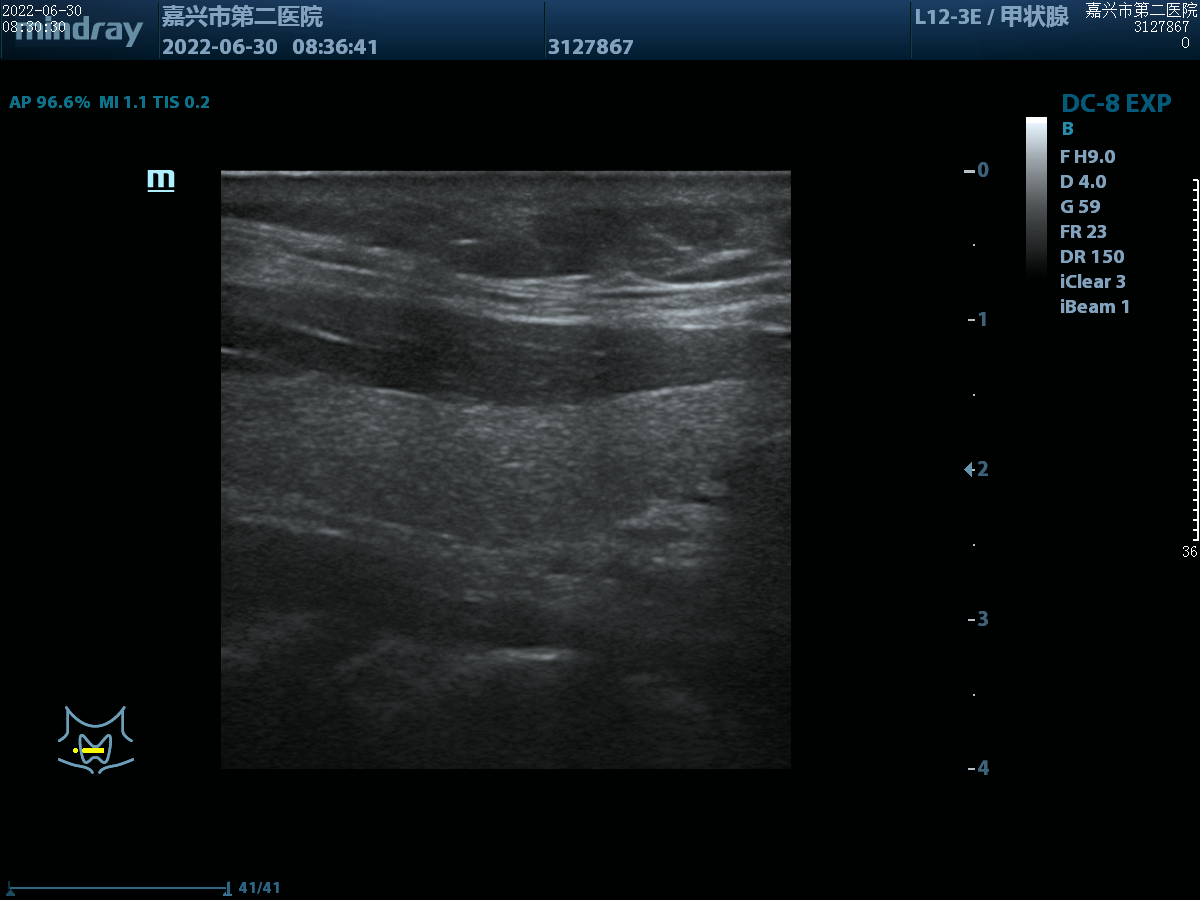 2022-06-30
08:30:30
mindray
嘉兴市第二医院
2022-06-30 08:36:41
3127867
L12-3E / 甲状腺
嘉兴市第二医院
3127867
0
AP 96.6% MI 1.1 TIS 0.2
DC-8 EXP
B
F H9.0
D 4.0
G 59
FR 23
DR 150
iClear 3
iBeam 1
m
0
1
2
3
4
36
41/41